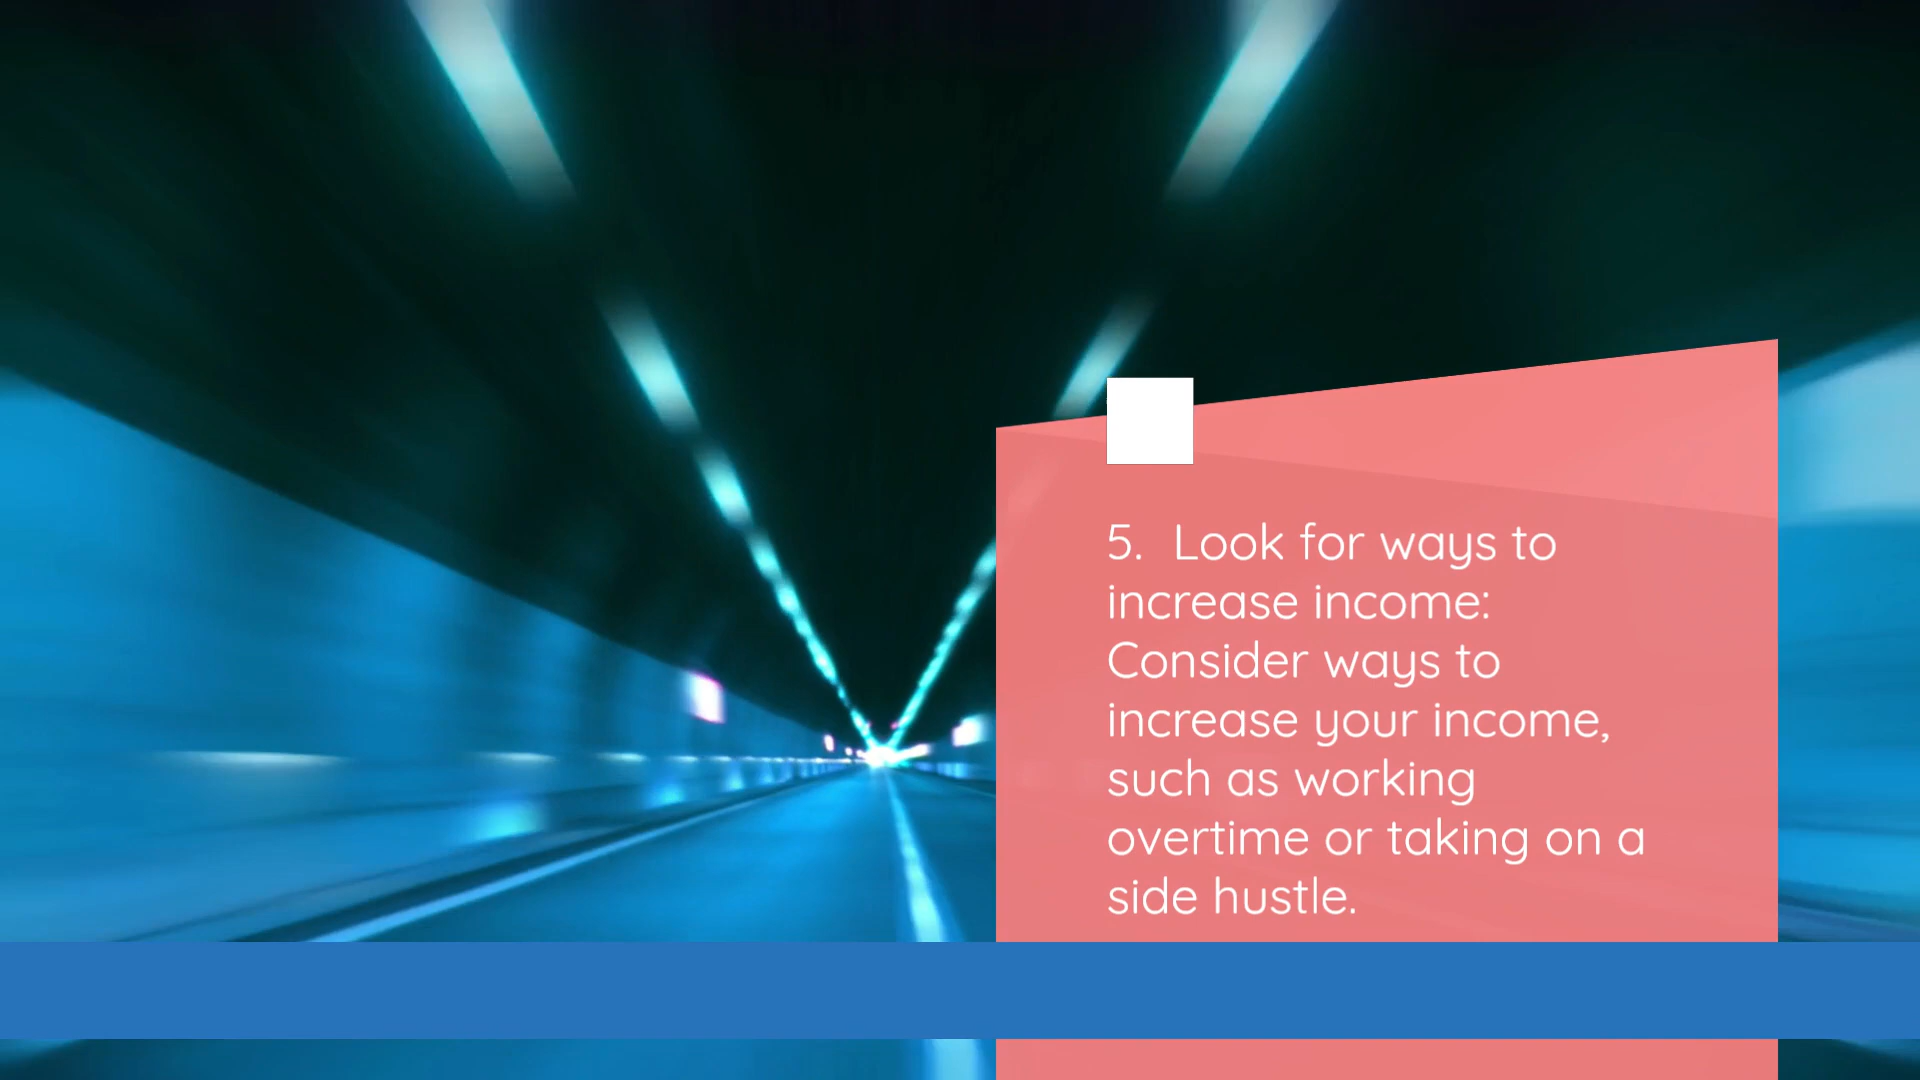 5. Look for ways to
increase income:
Consider ways to
increase your income,
such as working
overtime or taking on a
side hustle.